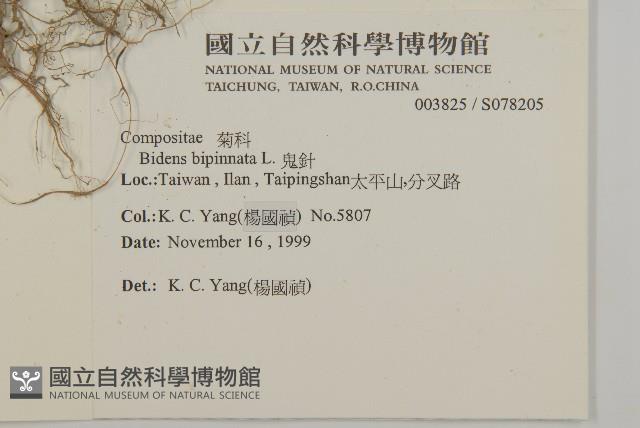 國立自然科學博物館
NATIONAL MUSEUM OF NATURAL SCIENCE
TAICHUNG, TAIWAN, R.O.CHINA
003825 / S078205
Compositae 菊科
Bidens bipinnata L. 鬼針
Loc.:Taiwan , Ilan , Taipingshan太平山,分叉路
Col.:K. C. Yang(楊國禎) No.5807
Date: November 16 , 1999
Det.: K. C. Yang(楊國禎)
國立自然科學博物館
NATIONAL MUSEUM OF NATURAL SCIENCE